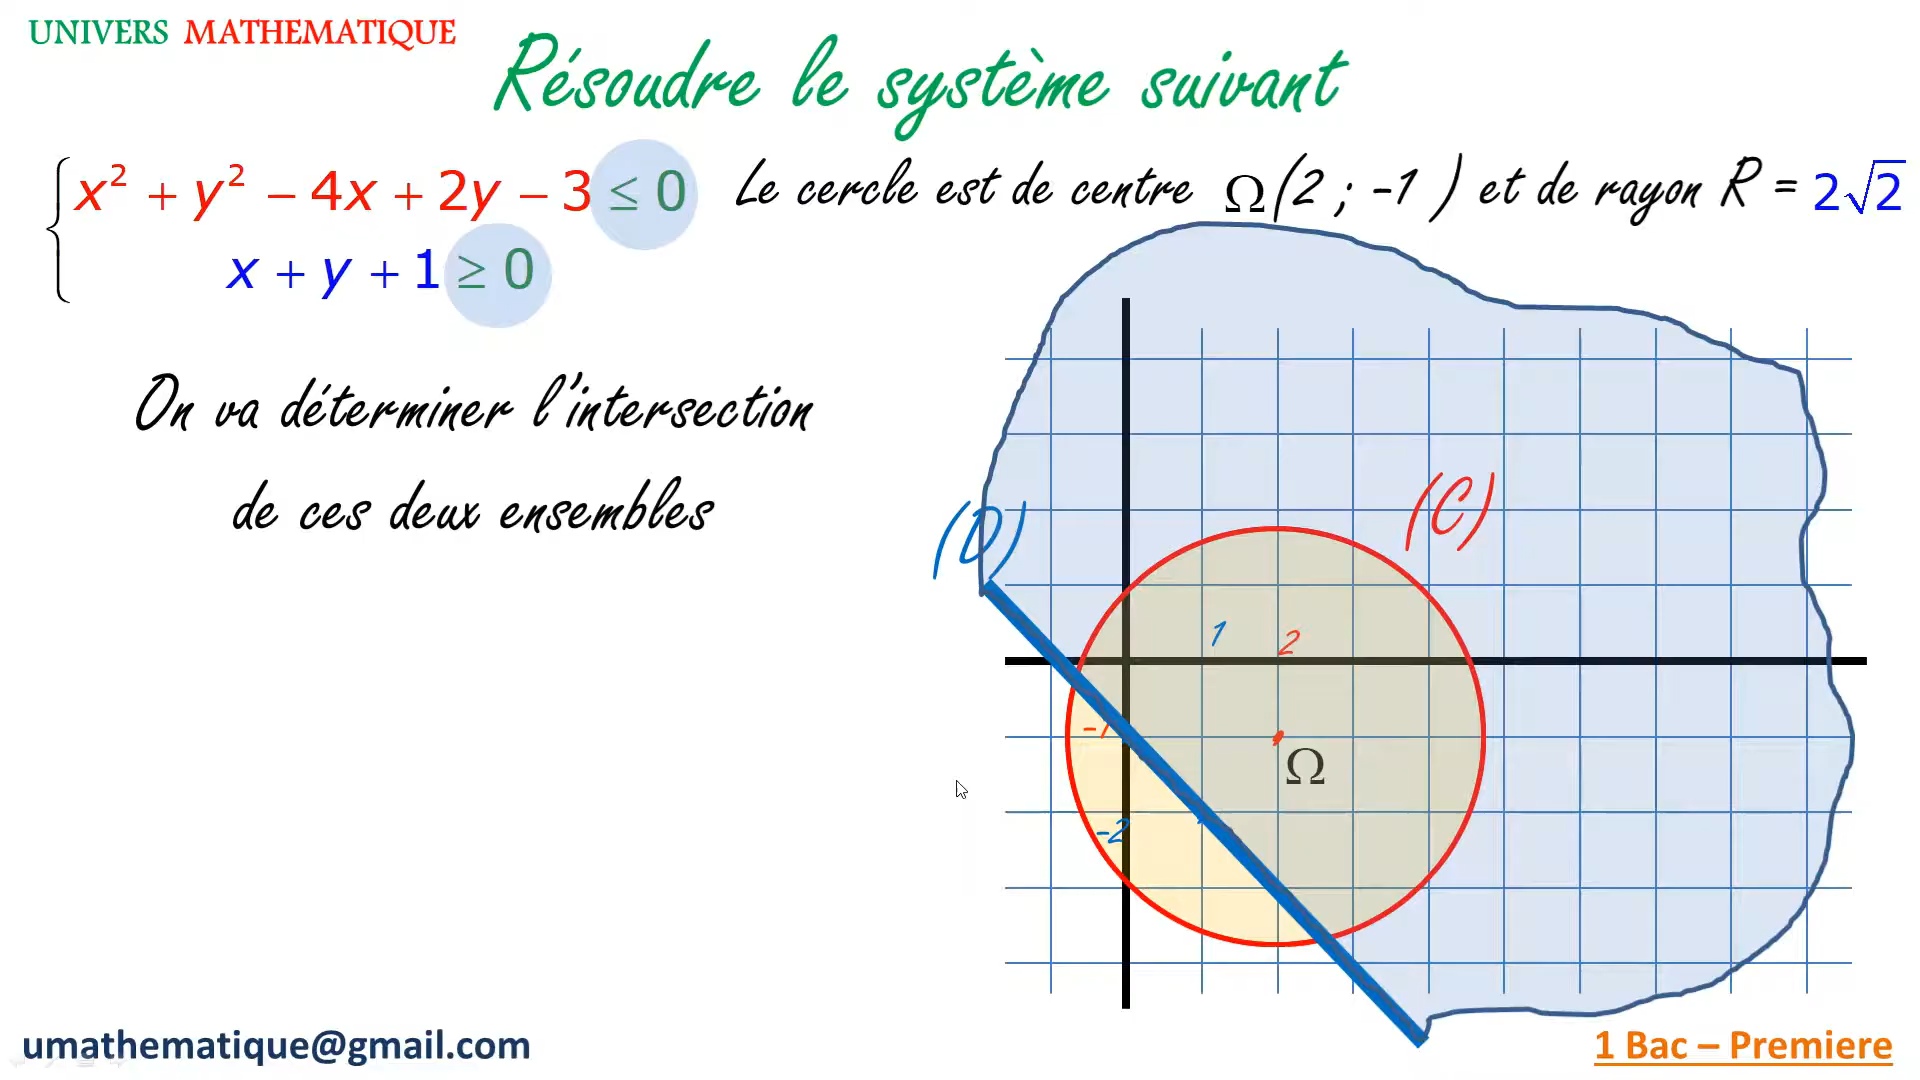 UNIVERS MATHEMATIQUE
Résoudre le système suivant
x² + y² − 4x + 2y − 3 ≤ 0
x + y + 1 ≥ 0
Le cercle est de centre Ω(2 ; -1 ) et de rayon R = 2√2
On va déterminer l'intersection
de ces deux ensembles
(D)
(C)
1
2
-1
Ω
-2
umathematique@gmail.com
1 Bac – Premiere